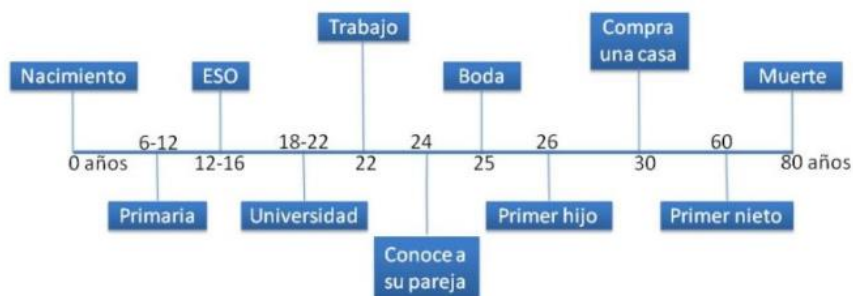 Trabajo
Compra
una casa
Nacimiento
ESO
Boda
Muerte
6-12
18-22
24
26
60
0 años
12-16
22
25
30
80 años
Primaria
Universidad
Primer hijo
Primer nieto
Conoce a
su pareja